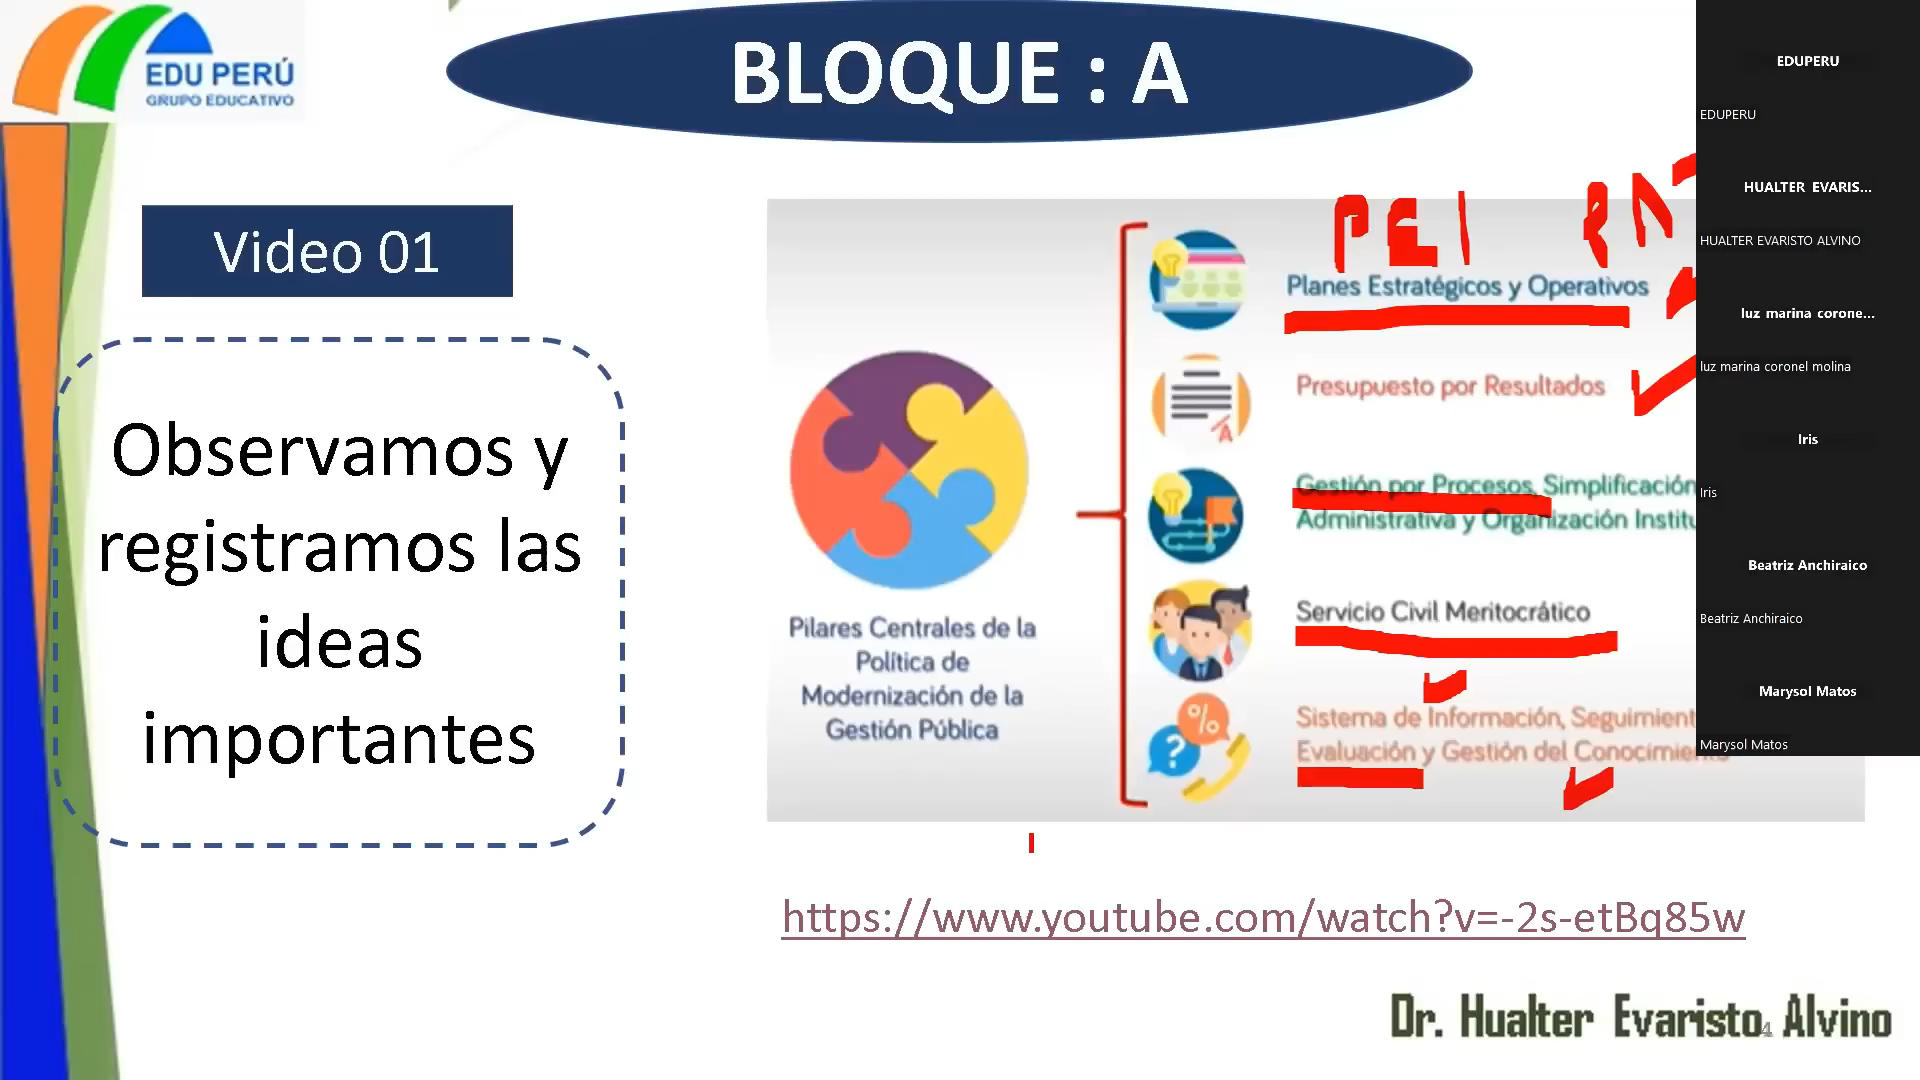 EDU PERÚ
GRUPO EDUCATIVO
BLOQUE : A
Video 01
Observamos y
registramos las
ideas
importantes
Pilares Centrales de la
Política de
Modernización de la
Gestión Pública
PEI
Planes Estratégicos y Operativos
Presupuesto por Resultados
Gestión por Procesos, Simplificación
Administrativa y Organización
Servicio Civil Meritocrático
Sistema de Información,
Evaluación y Gestión del
https://www.youtube.com/watch?v=-2s-etBq85w
Dr. Hualter Evaristo Alvino
4
EDUPERU
EDUPERU
HUALTER EVARIS...
HUALTER EVARISTO ALVINO
luz marina corone...
luz marina coronel molina
Iris
Iris
Beatriz Anchiraico
Beatriz Anchiraico
Marysol Matos
Marysol Matos